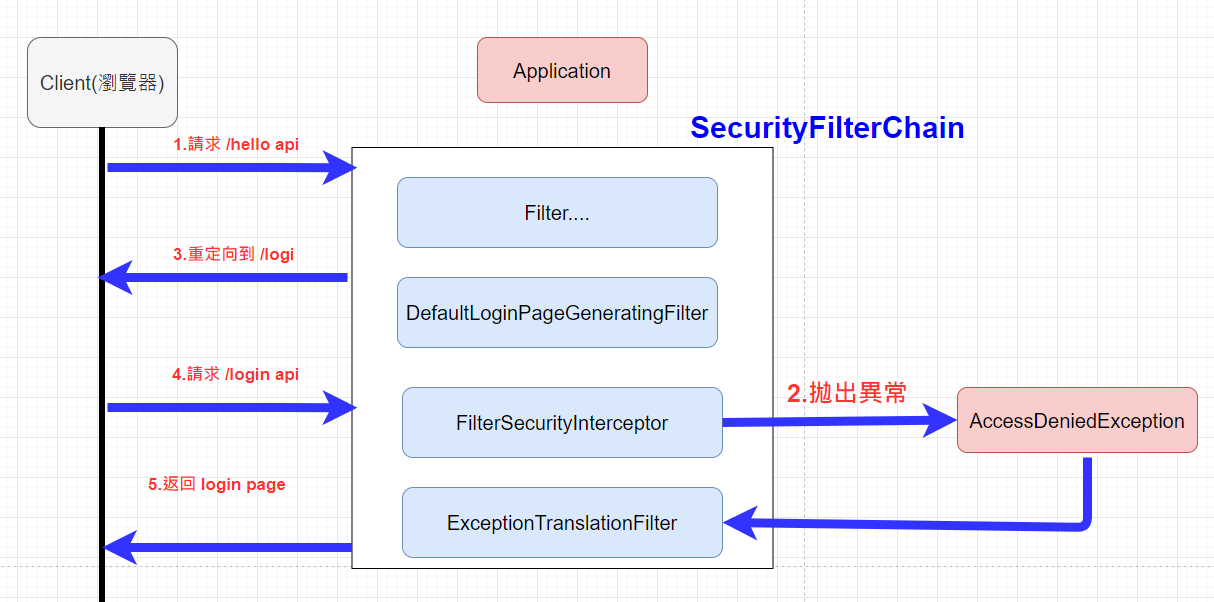 Client(瀏覽器)
Application
SecurityFilterChain
1.請求 /hello api
Filter....
3.重定向到 /logi
DefaultLoginPageGeneratingFilter
4.請求 /login api
2.拋出異常
FilterSecurityInterceptor
AccessDeniedException
5.返回 login page
ExceptionTranslationFilter